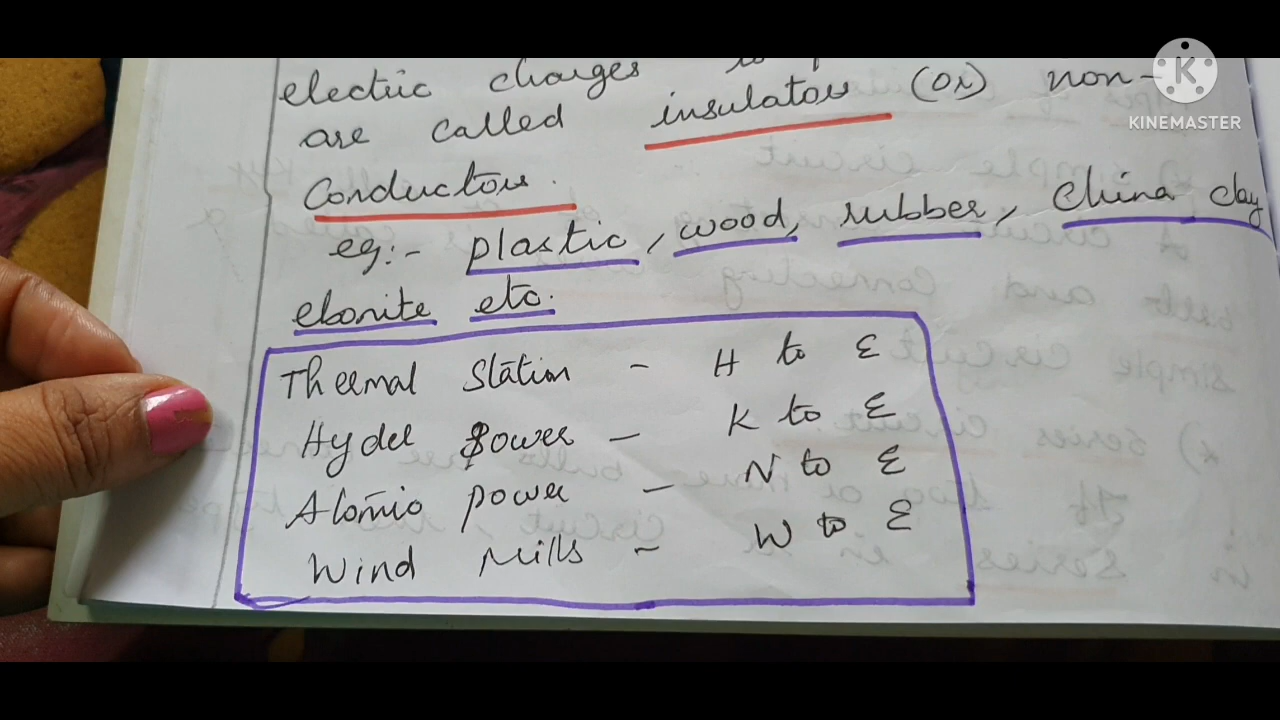 electric charges
are called insulators (OR) non-
Conductors.
eg:- plastic, wood, rubber, China clay
ebonite etc.
Thermal Station - H to E
Hydel Power - K to E
Atomic power - N to E
Wind Mills - W to E
KINEMASTER